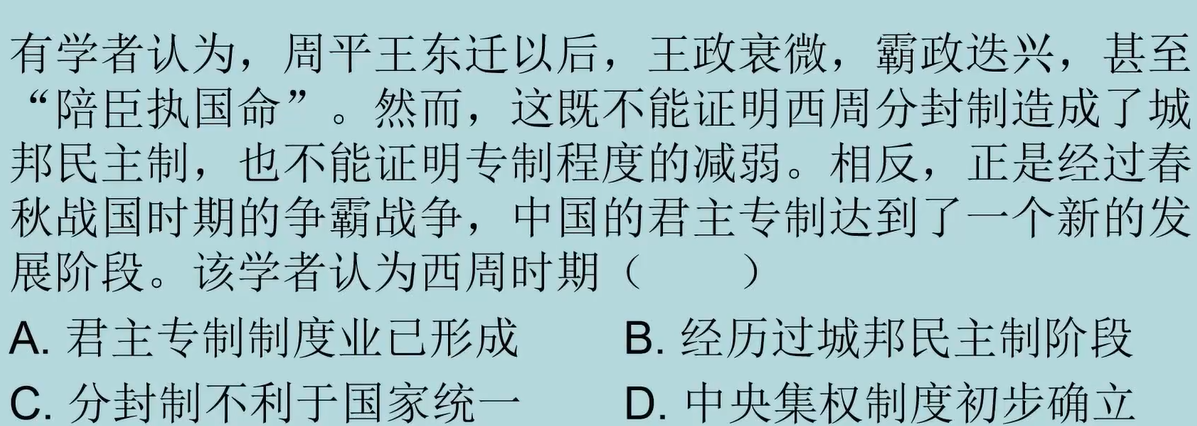 有学者认为，周平王东迁以后，王政衰微，霸政迭兴，甚至
“陪臣执国命”。然而，这既不能证明西周分封制造成了城
邦民主制，也不能证明专制程度的减弱。相反，正是经过春
秋战国时期的争霸战争，中国的君主专制达到了一个新的发
展阶段。该学者认为西周时期（　　）
A. 君主专制制度业已形成　　B. 经历过城邦民主制阶段
C. 分封制不利于国家统一　　D. 中央集权制度初步确立